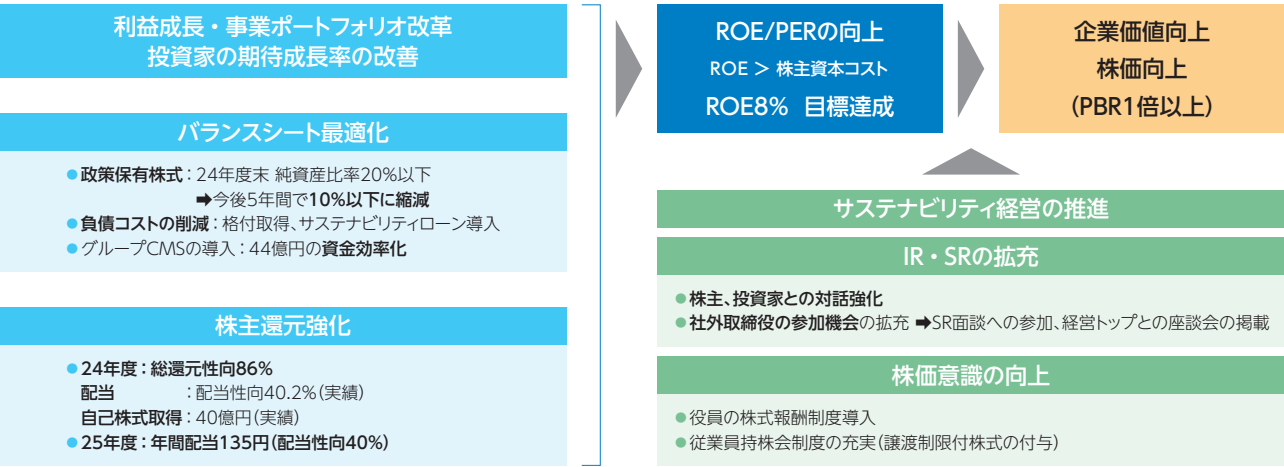 利益成長・事業ポートフォリオ改革
投資家の期待成長率の改善
バランスシート最適化
●政策保有株式：24年度末 純資産比率20%以下
➡今後5年間で10%以下に縮減
●負債コストの削減：格付取得、サステナビリティローン導入
●グループCMSの導入：44億円の資金効率化
株主還元強化
●24年度：総還元性向86%
配当　　　：配当性向40.2%（実績）
自己株式取得：40億円（実績）
●25年度：年間配当135円（配当性向40%）
ROE/PERの向上
ROE ＞ 株主資本コスト
ROE8% 目標達成
企業価値向上
株価向上
（PBR1倍以上）
サステナビリティ経営の推進
IR・SRの拡充
●株主、投資家との対話強化
●社外取締役の参加機会の拡充 ➡SR面談への参加、経営トップとの座談会の掲載
株価意識の向上
●役員の株式報酬制度導入
●従業員持株会制度の充実（譲渡制限付株式の付与）